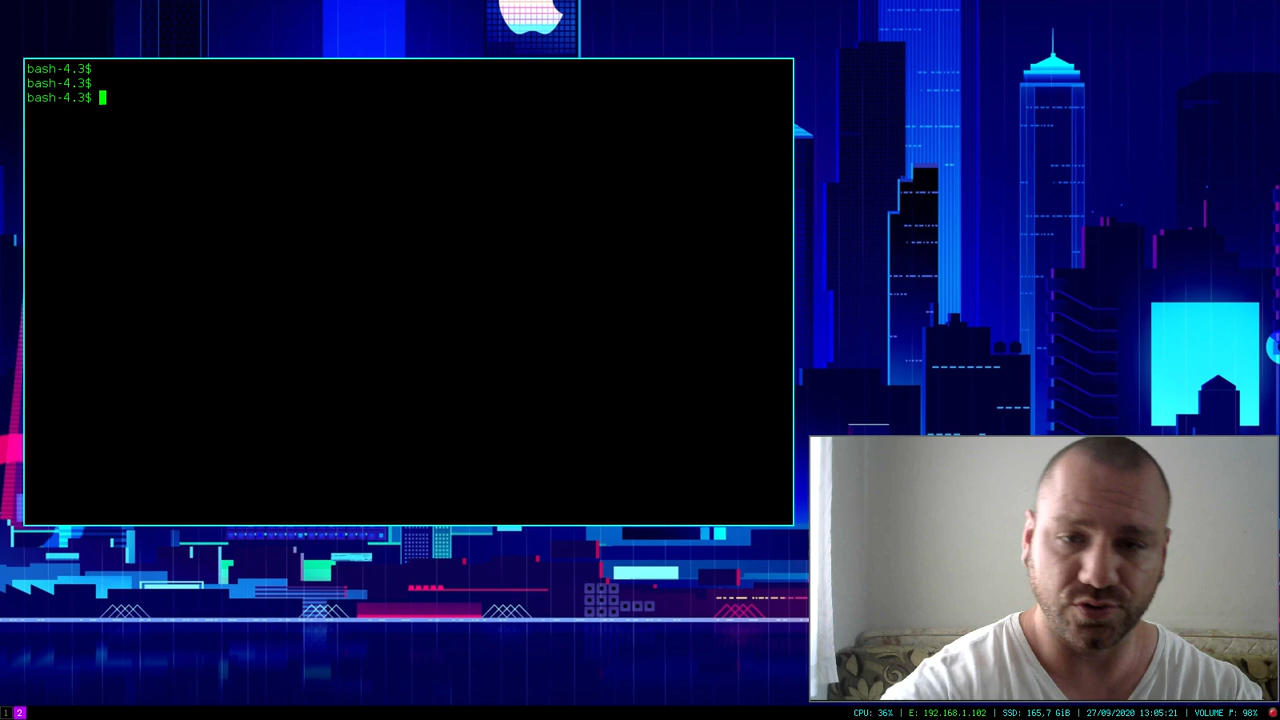 bash-4.3$
bash-4.3$
bash-4.3$
1 2 CPU: 36% | E: 192.168.1.102 | SSD: 165,7 GiB | 27/09/2020 13:05:21 | VOLUME ♪: 98%